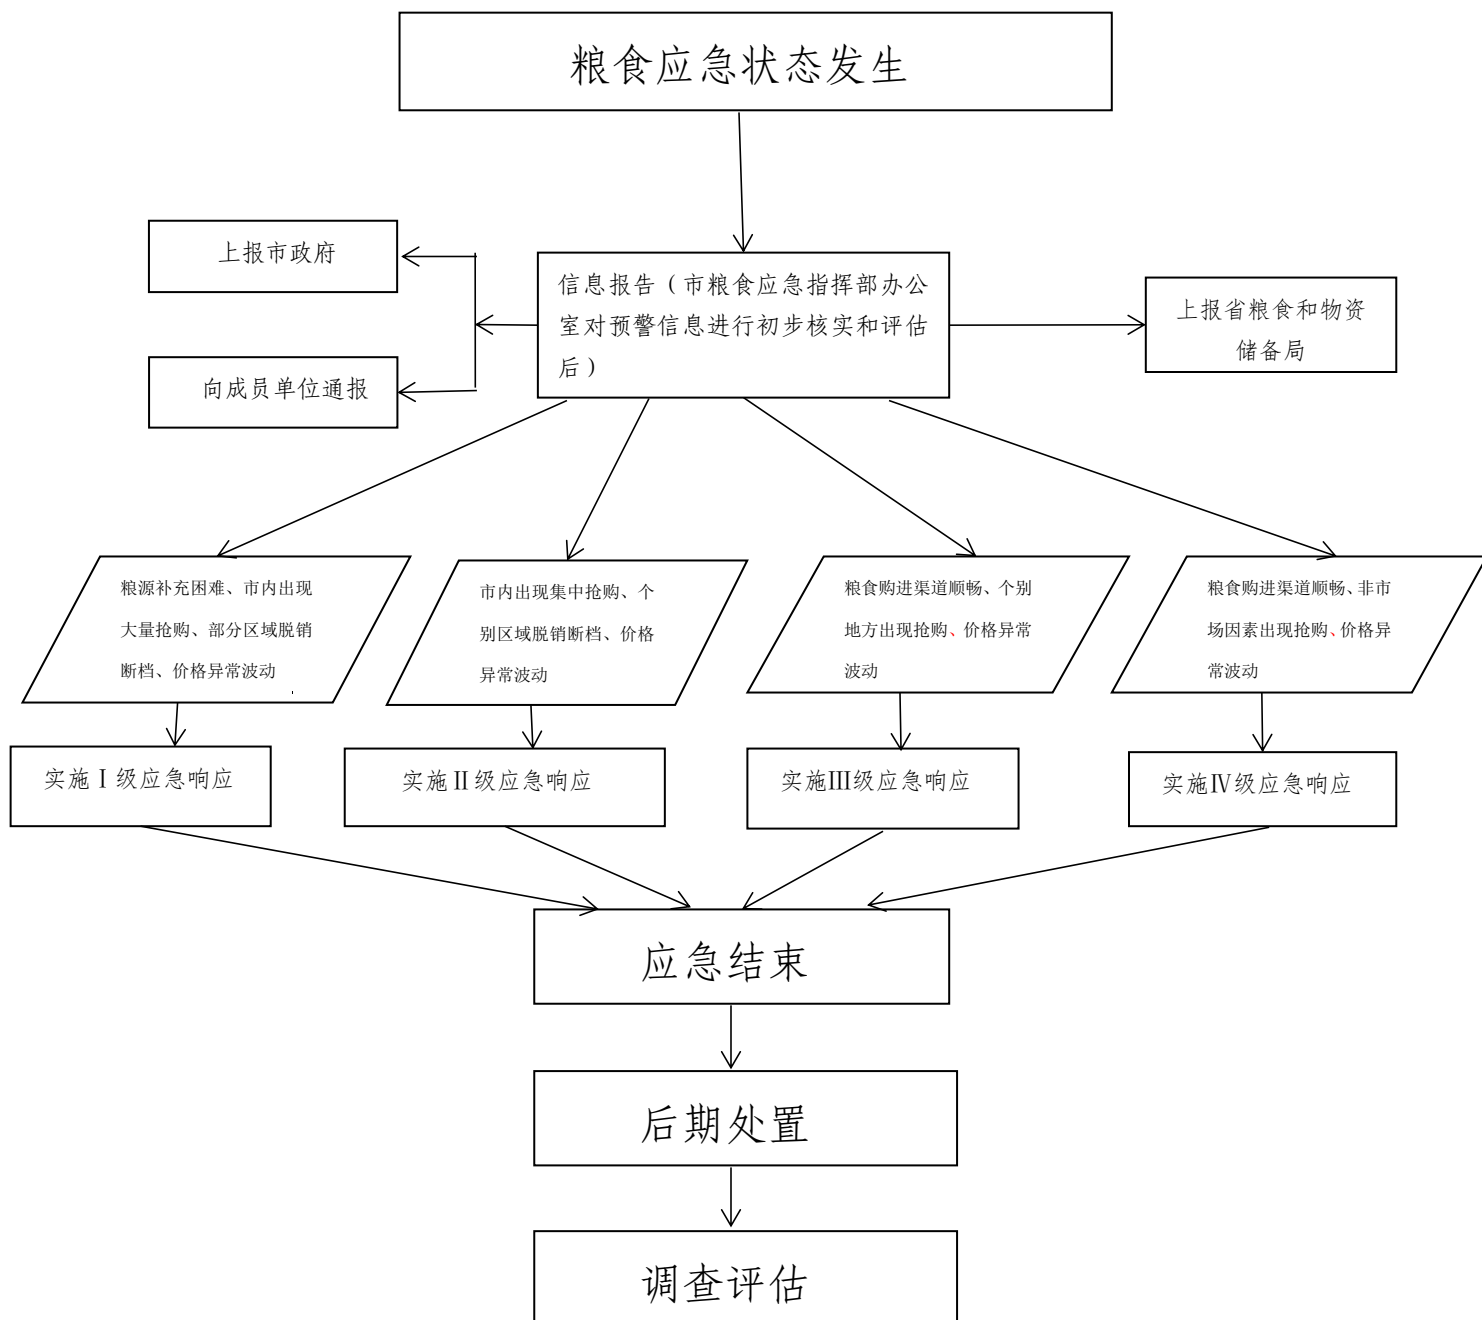 粮食应急状态发生
上报市政府
信息报告（市粮食应急指挥部办公
室对预警信息进行初步核实和评估
后）
上报省粮食和物资
储备局
向成员单位通报
粮源补充困难、市内出现
大量抢购、部分区域脱销
断档、价格异常波动
市内出现集中抢购、个
别区域脱销断档、价格
异常波动
粮食购进渠道顺畅、个别
地方出现抢购、价格异常
波动
粮食购进渠道顺畅、非市
场因素出现抢购、价格异
常波动
实施Ⅰ级应急响应
实施Ⅱ级应急响应
实施Ⅲ级应急响应
实施Ⅳ级应急响应
应急结束
后期处置
调查评估